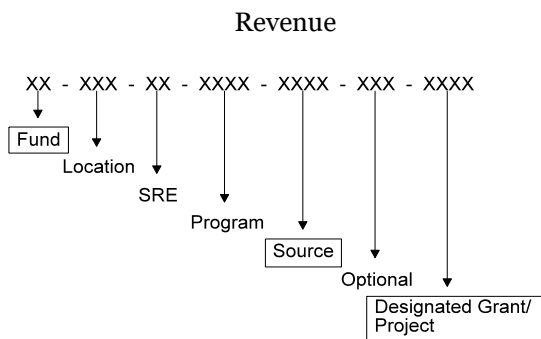 Revenue
XX - XXX - XX - XXXX - XXXX - XXX - XXXX
Fund
Location
SRE
Program
Source
Optional
Designated Grant/
Project